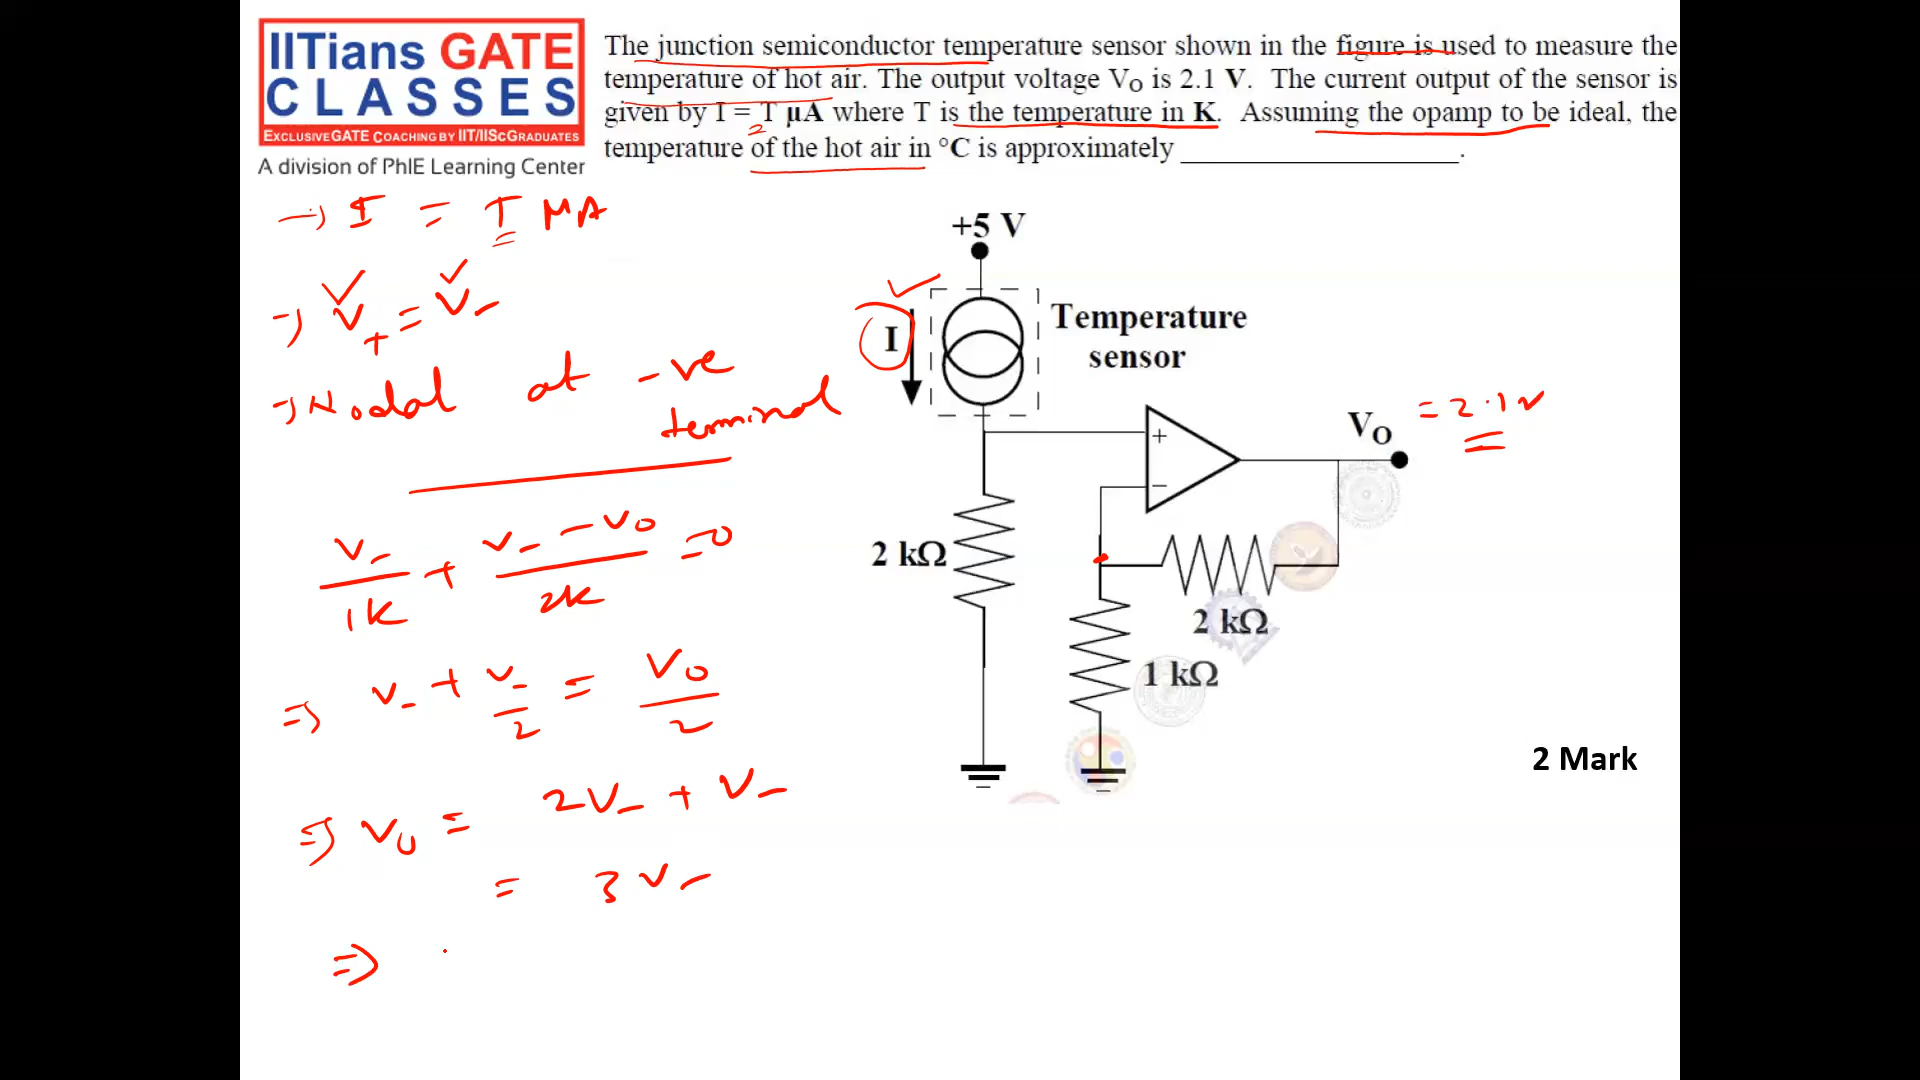 IITians GATE
CLASSES
EXCLUSIVE GATE COACHING BY IIT/IISC GRADUATES
A division of PhIE Learning Center
The junction semiconductor temperature sensor shown in the figure is used to measure the
temperature of hot air. The output voltage VO is 2.1 V. The current output of the sensor is
given by I = T µA where T is the temperature in K. Assuming the opamp to be ideal, the
temperature of the hot air in °C is approximately ____________________.
→ I = T µA
⇒ V+ = V-
⇒ Nodal at -ve
terminal
V-/1K + (V- - V0)/2K = 0
⇒ V- + V-/2 = V0/2
⇒ V0 = 2V- + V-
= 3V-
⇒
+5 V
I
Temperature
sensor
+
-
VO = 2.1 V
2 kΩ
2 kΩ
1 kΩ
2 Mark